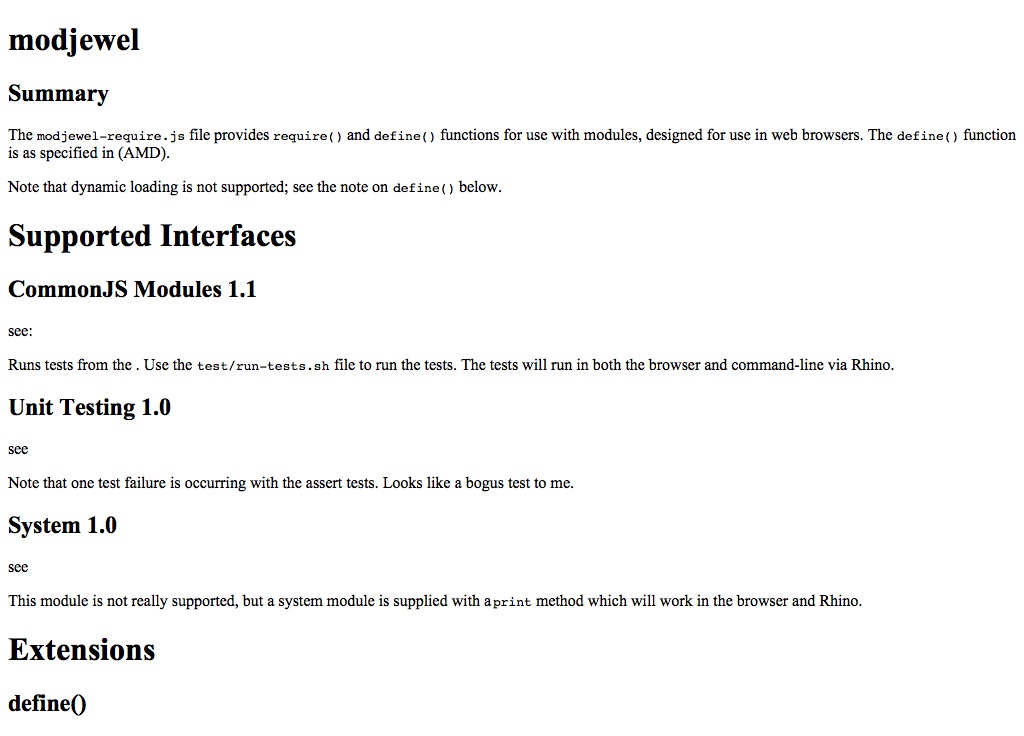 modjewel
Summary
The modjewel-require.js file provides require() and define() functions for use with modules, designed for use in web browsers. The define() function
is as specified in (AMD).
Note that dynamic loading is not supported; see the note on define() below.
Supported Interfaces
CommonJS Modules 1.1
see:
Runs tests from the . Use the test/run-tests.sh file to run the tests. The tests will run in both the browser and command-line via Rhino.
Unit Testing 1.0
see
Note that one test failure is occurring with the assert tests. Looks like a bogus test to me.
System 1.0
see
This module is not really supported, but a system module is supplied with a print method which will work in the browser and Rhino.
Extensions
define()